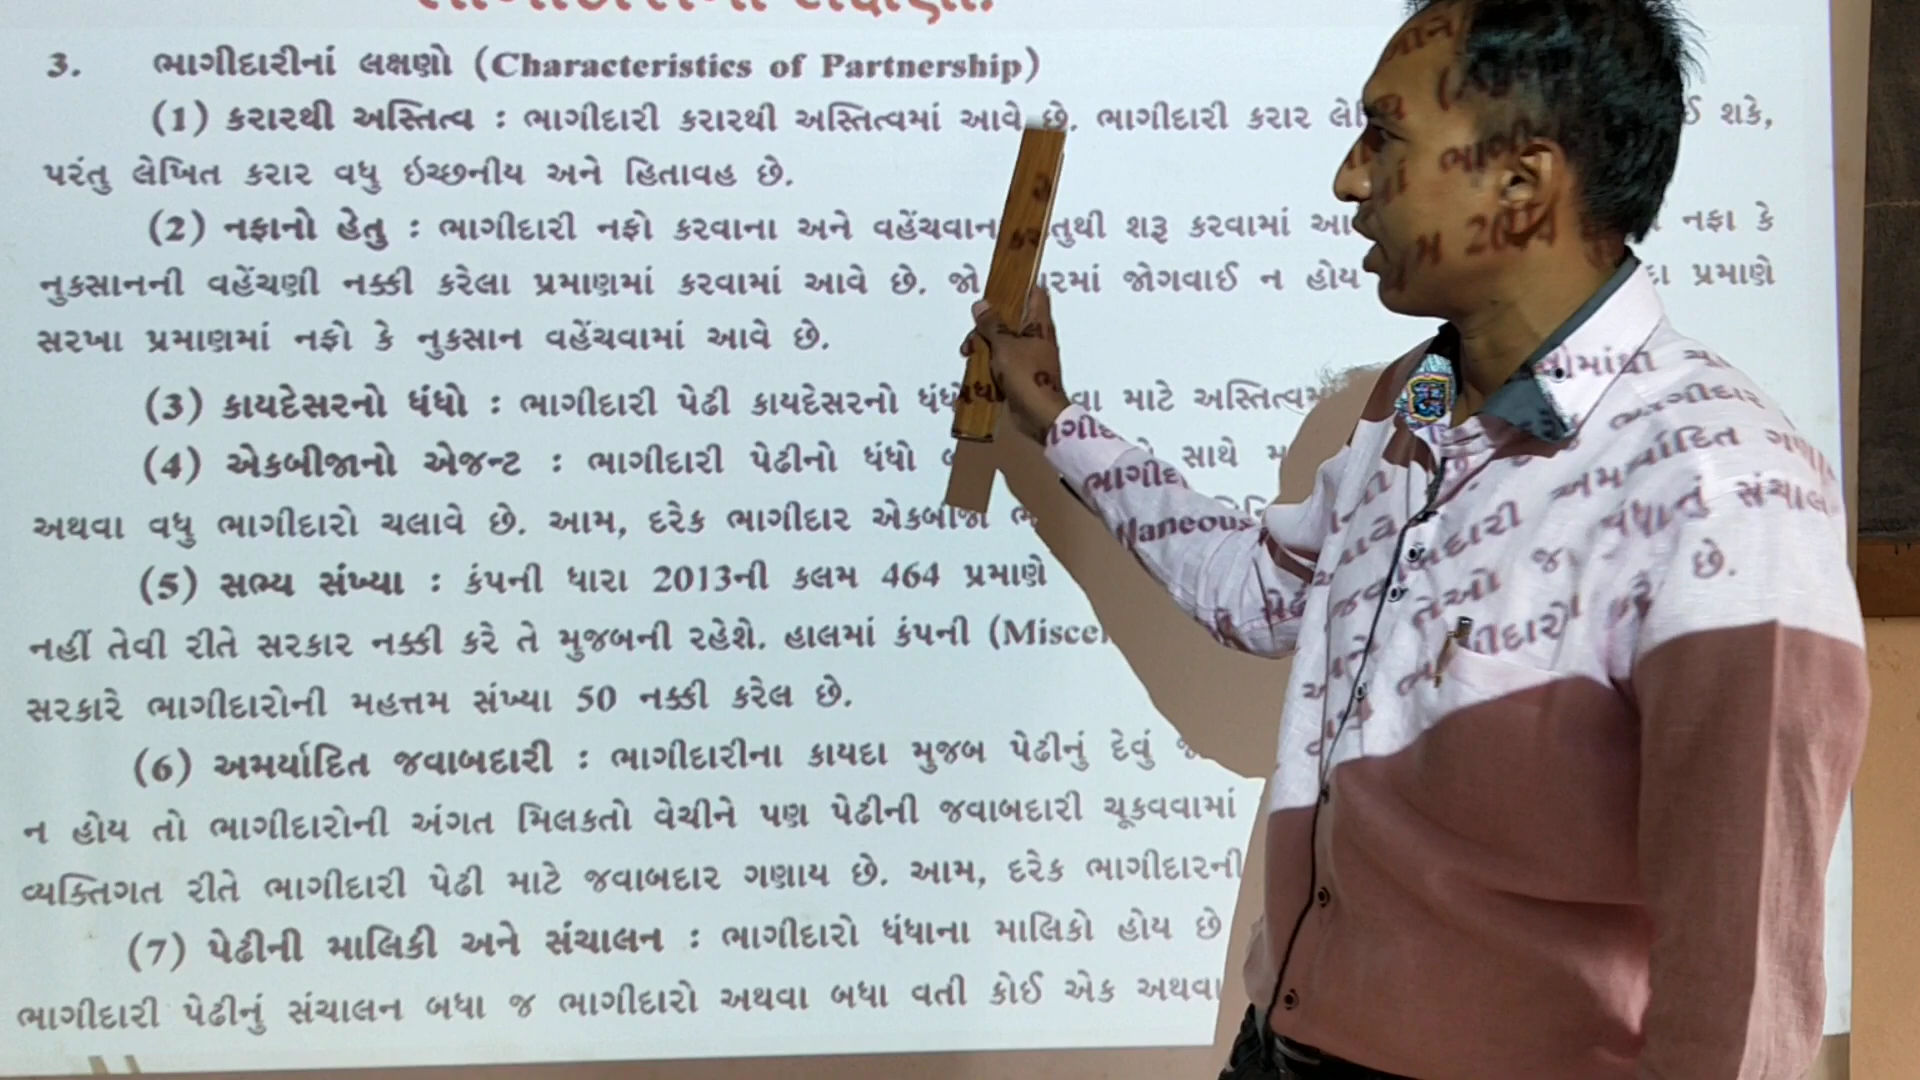 3. ભાગીદારીનાં લક્ષણો (Characteristics of Partnership)
(1) કરારથી અસ્તિત્વ : ભાગીદારી કરારથી અસ્તિત્વમાં આવે છે. ભાગીદારી કરાર શકે,
પરંતુ લેખિત કરાર વધુ ઇચ્છનીય અને હિતાવહ છે.
(2) નફાનો હેતુ : ભાગીદારી નફો કરવાના અને શરૂ કરવામાં નફા કે
નુકસાનની વહેંચણી નક્કી કરેલા પ્રમાણમાં કરવામાં આવે છે. જો જોગવાઈ ન હોય પ્રમાણે
સરખા પ્રમાણમાં નફો કે નુકસાન વહેંચવામાં આવે છે.
(3) કાયદેસરનો ધંધો : ભાગીદારી પેઢી કાયદેસરનો માટે
(4) એકબીજાનો એજન્ટ : ભાગીદારી પેઢીનો ધંધો સાથે
અથવા વધુ ભાગીદારો ચલાવે છે. આમ, દરેક ભાગીદાર એકબીજા
(5) સભ્ય સંખ્યા : કંપની ધારા 2013ની કલમ 464 પ્રમાણે
નહીં તેવી રીતે સરકાર નક્કી કરે તે મુજબની રહેશે. હાલમાં કંપની
સરકારે ભાગીદારોની મહત્તમ સંખ્યા 50 નક્કી કરેલ છે.
(6) અમર્યાદિત જવાબદારી : ભાગીદારીના કાયદા મુજબ પેઢીનું દેવું
ન હોય તો ભાગીદારોની અંગત મિલકતો વેચીને પણ પેઢીની જવાબદારી ચૂકવવામાં
વ્યક્તિગત રીતે ભાગીદારી પેઢી માટે જવાબદાર ગણાય છે. આમ, દરેક ભાગીદારની
(7) પેઢીની માલિકી અને સંચાલન : ભાગીદારો ધંધાના માલિકો હોય છે
ભાગીદારી પેઢીનું સંચાલન બધા જ ભાગીદારો અથવા બધા વતી કોઈ એક અથવા